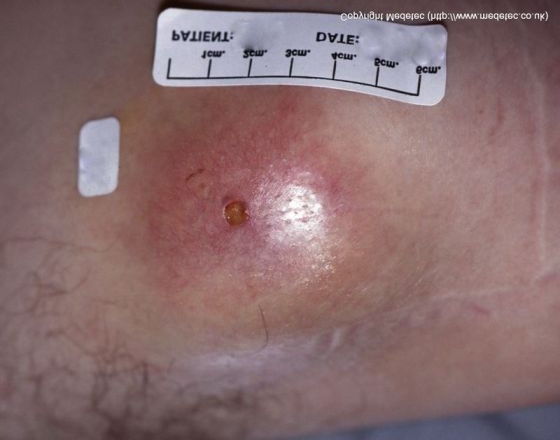 Copyright Medetec (http://www.medetec.co.uk)
PATIENT: DATE:
1cm. 2cm. 3cm. 4cm. 5cm. 6cm.